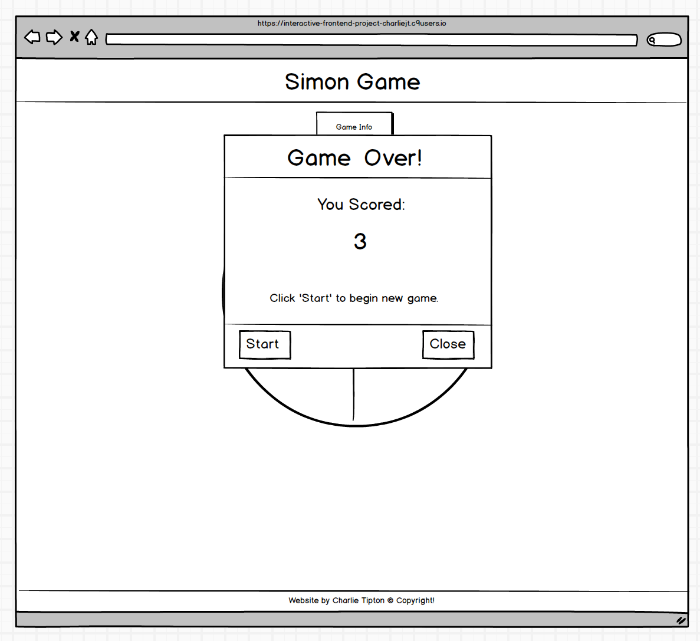 https://interactive-frontend-project-charliejt.c9users.io
Simon Game
Game Info
Game Over!
You Scored:
3
Click 'Start' to begin new game.
Start Close
Website by Charlie Tipton © Copyright!